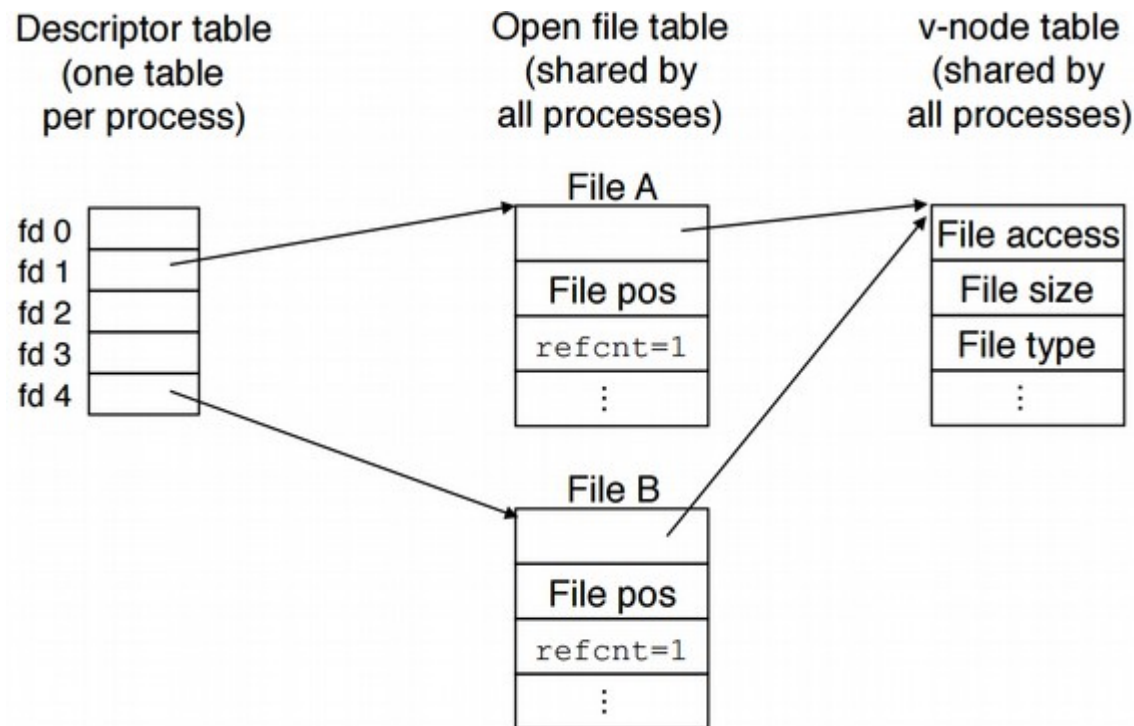 Descriptor table
(one table
per process)
Open file table
(shared by
all processes)
v-node table
(shared by
all processes)
fd 0
fd 1
fd 2
fd 3
fd 4
File A
File pos
refcnt=1
⋮
File B
File pos
refcnt=1
⋮
File access
File size
File type
⋮